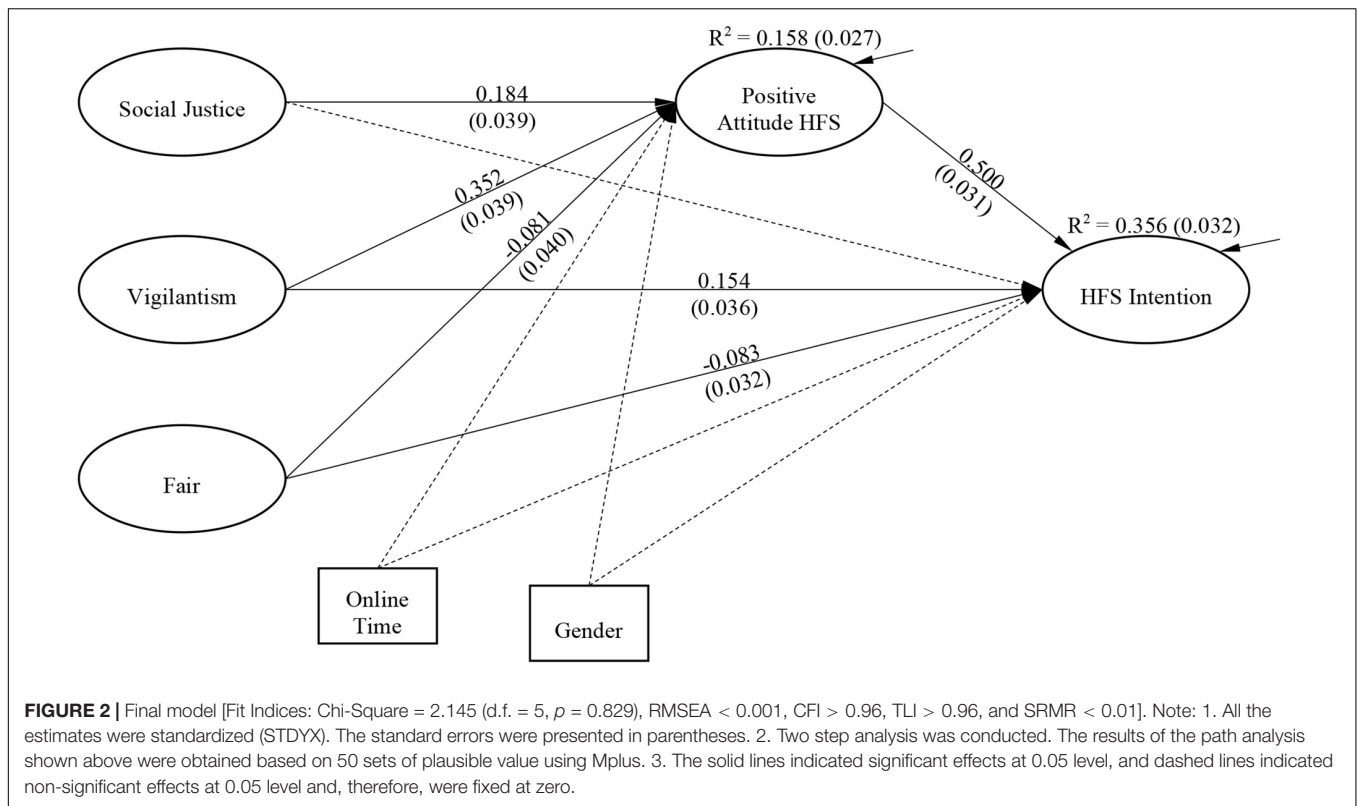 R² = 0.158 (0.027)
Social Justice
0.184
(0.039)
Positive
Attitude HFS
0.352
(0.039)
-0.081
(0.040)
0.500
(0.031)
R² = 0.356 (0.032)
Vigilantism
0.154
(0.036)
HFS Intention
-0.083
(0.032)
Fair
Online
Time
Gender
FIGURE 2 | Final model [Fit Indices: Chi-Square = 2.145 (d.f. = 5, p = 0.829), RMSEA < 0.001, CFI > 0.96, TLI > 0.96, and SRMR < 0.01]. Note: 1. All the
estimates were standardized (STDYX). The standard errors were presented in parentheses. 2. Two step analysis was conducted. The results of the path analysis
shown above were obtained based on 50 sets of plausible value using Mplus. 3. The solid lines indicated significant effects at 0.05 level, and dashed lines indicated
non-significant effects at 0.05 level and, therefore, were fixed at zero.